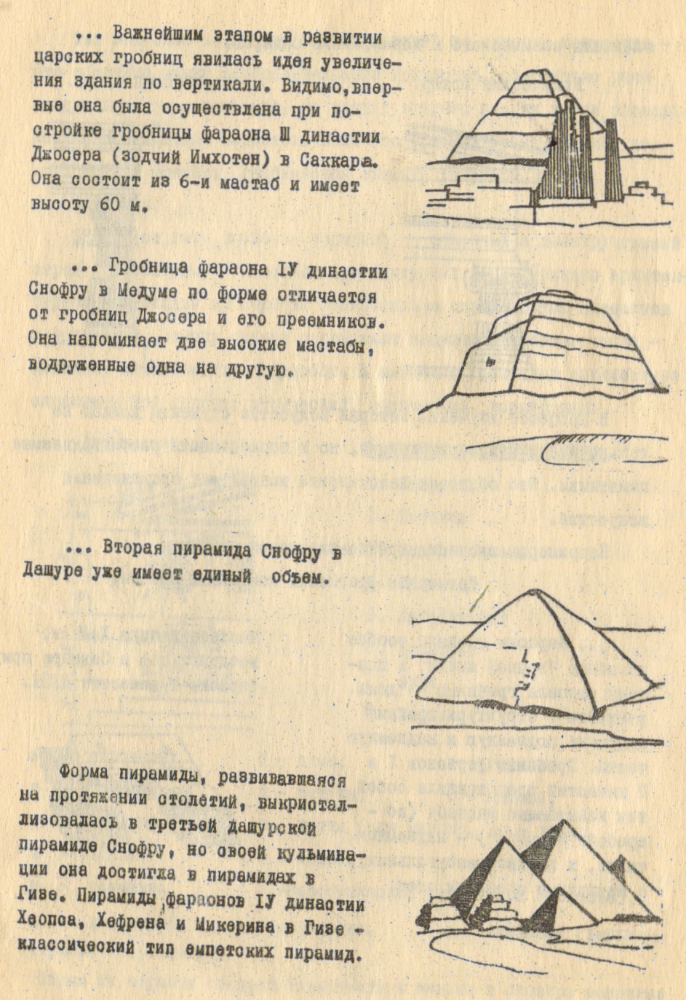 ... Важнейшим этапом в развитии
царских гробниц явилась идея увеличе-
ния здания по вертикали. Видимо,впер-
вые она была осуществлена при по-
стройке гробницы фараона Ш династии
Джосера (зодчий Имхотен) в Саккара.
Она состоит из 6-и мастаб и имеет
высоту 60 м.
... Гробница фараона IУ династии
Снофру в Медуме по форме отличается
от гробниц Джосера и его преемников.
Она напоминает две высокие мастабы,
водруженные одна на другую.
... Вторая пирамида Снофру в
Дашуре уже имеет единый объем.
Форма пирамиды, развивавшаяся
на протяжении столетий, выкристал-
лизовалась в третьей дашурской
пирамиде Снофру, но своей кульмина-
ции она достигла в пирамидах в
Гизе. Пирамиды фараонов IУ династии
Хеопса, Хефрена и Микерина в Гизе -
классический тип емпетских пирамид.